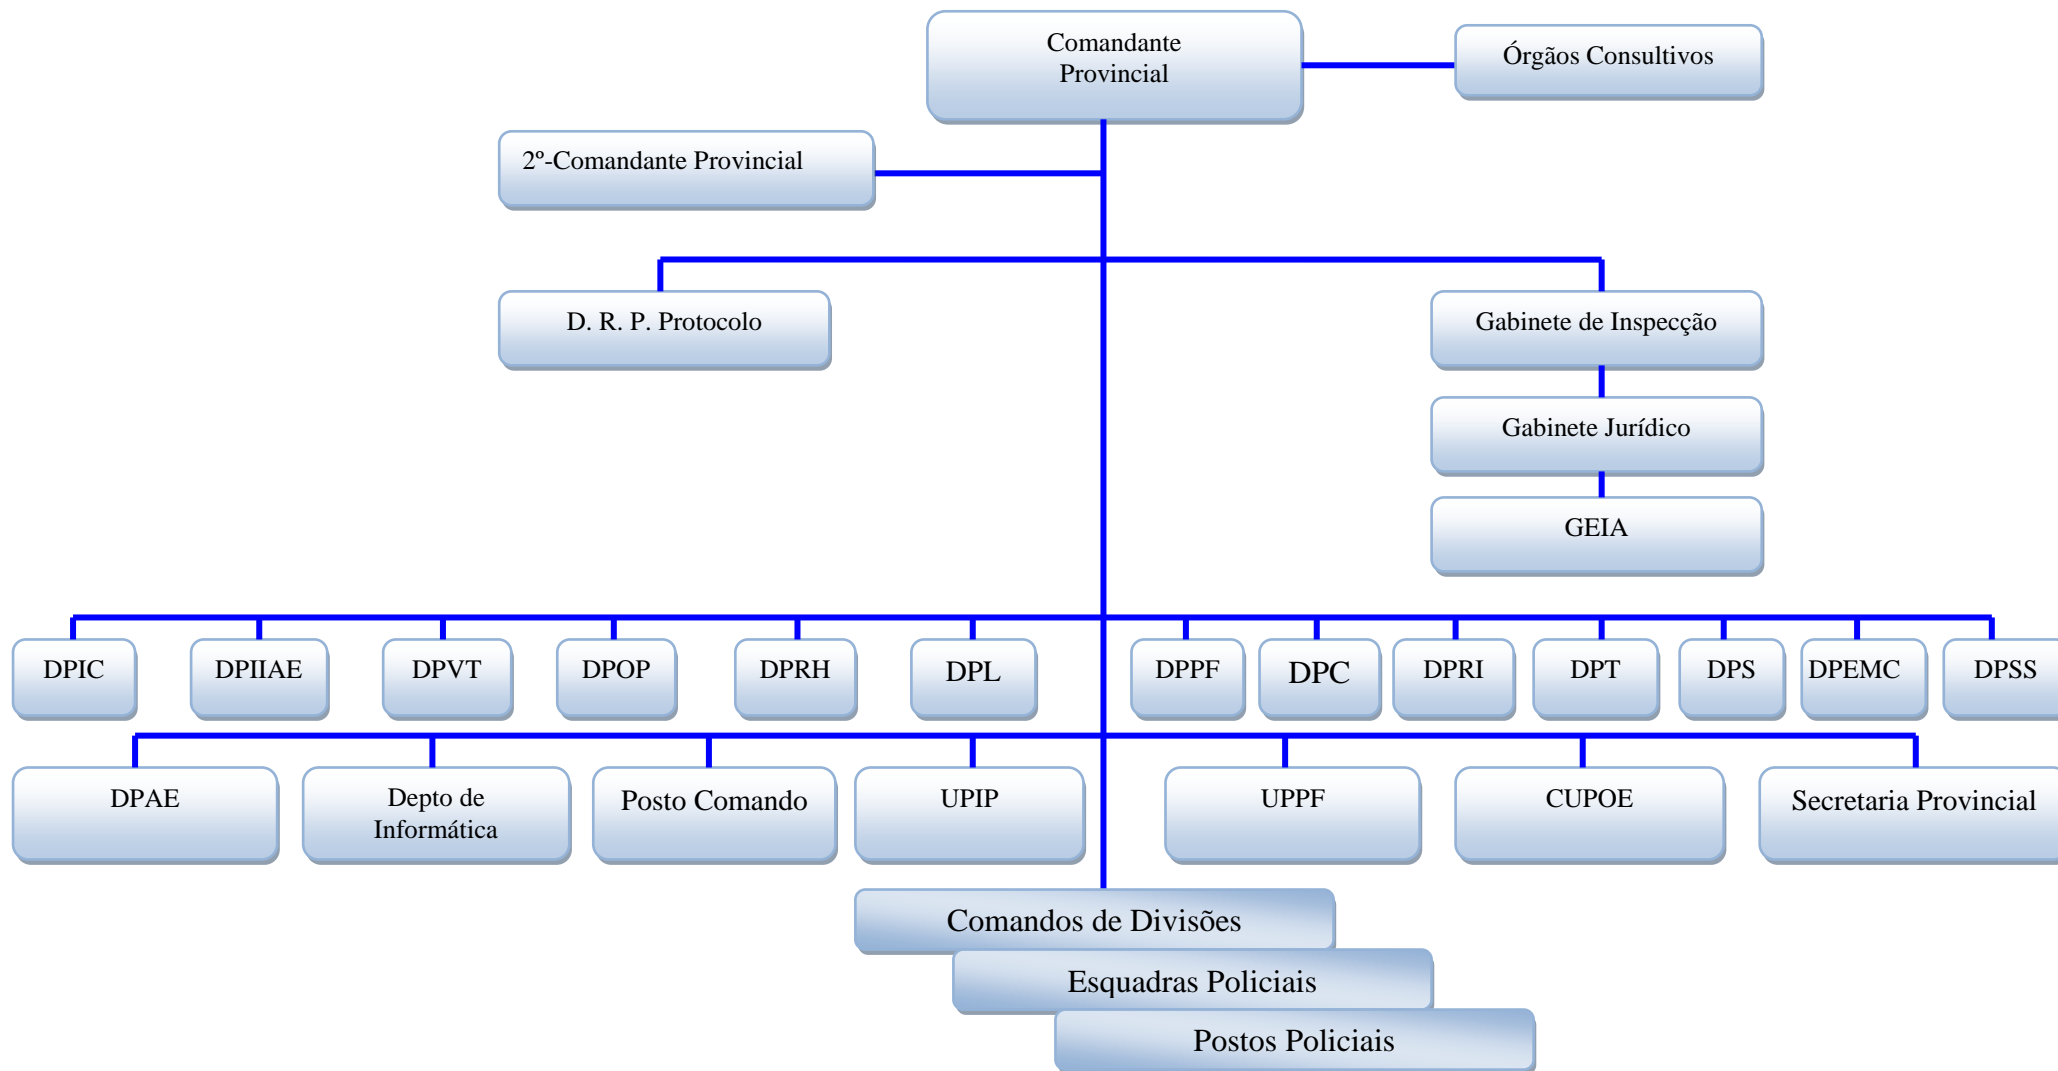 Comandante
Provincial
Órgãos Consultivos
2º-Comandante Provincial
D. R. P. Protocolo
Gabinete de Inspecção
Gabinete Jurídico
GEIA
DPIC
DPIIAE
DPVT
DPOP
DPRH
DPL
DPPF
DPC
DPRI
DPT
DPS
DPEMC
DPSS
DPAE
Depto de
Informática
Posto Comando
UPIP
UPPF
CUPOE
Secretaria Provincial
Comandos de Divisões
Esquadras Policiais
Postos Policiais